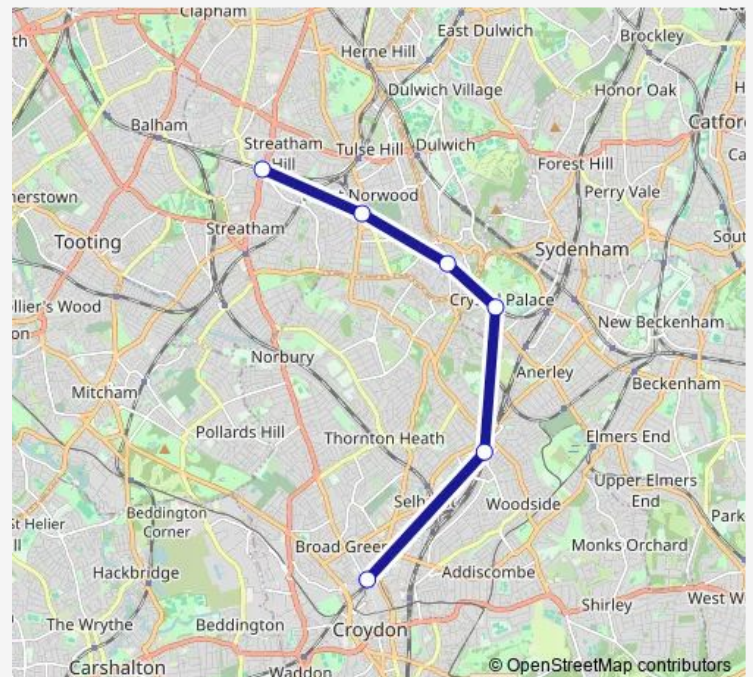 Clapham
East Dulwich
Brockley
Herne Hill
Dulwich Village
Honor Oak
Balham
Streatham
Hill
Tulse Hill
Dulwich
Forest Hill
Norwood
Perry Vale
Streatham
Tooting
Sydenham
Palace
New Beckenham
Norbury
Anerley
Mitcham
Beckenham
Pollards Hill
Thornton Heath
Elmers End
Upper Elmers
End
Woodside
Beddington
Corner
St Helier
Broad Green
Monks Orchard
Hackbridge
Addiscombe
Shirley
West W
The Wrythe
Beddington
Croydon
Carshalton
Waddon
© OpenStreetMap contributors